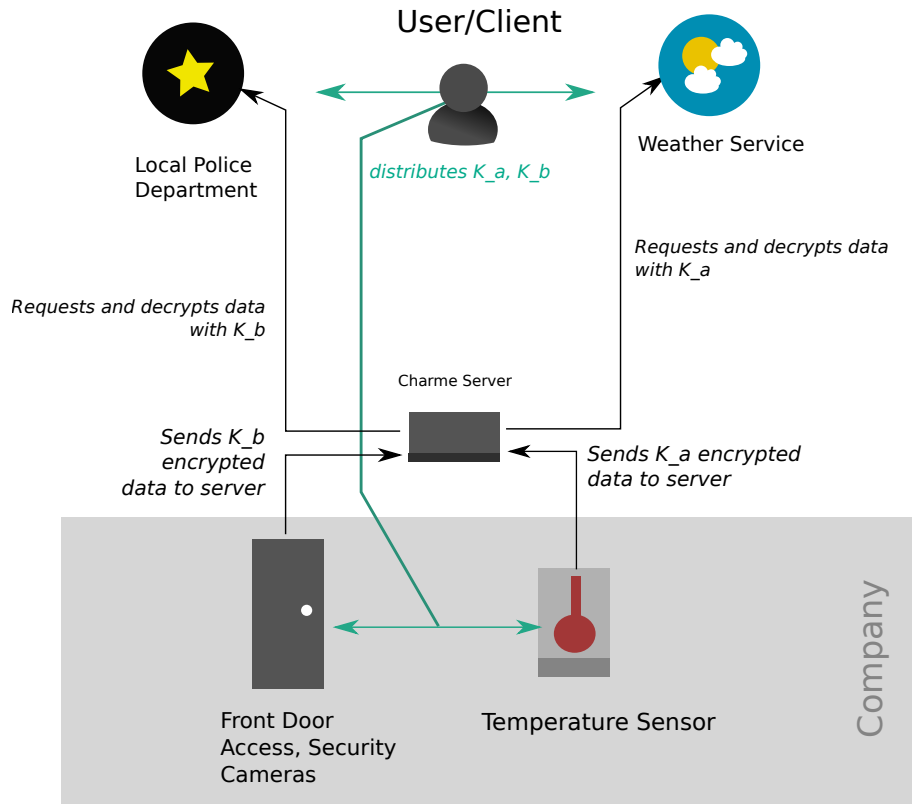 User/Client
Local Police
Department
Weather Service
distributes K_a, K_b
Requests and decrypts data
with K_a
Requests and decrypts data
with K_b
Charme Server
Sends K_b
encrypted
data to server
Sends K_a encrypted
data to server
Company
Front Door
Access, Security
Cameras
Temperature Sensor